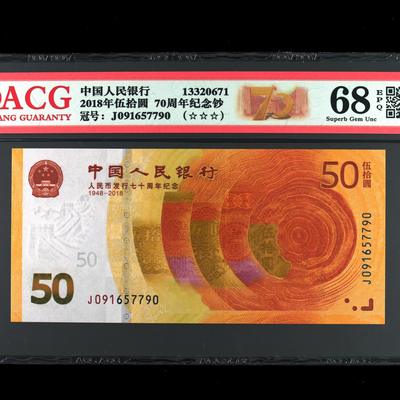 ACG
ANG GUARANTY
中国人民银行 13320671
2018年伍拾圆 70周年纪念钞
冠号: J091657790 (☆☆☆)
70
68 EPQ
Superb Gem Unc
中国人民银行
人民币发行七十周年纪念
1948-2018
50 伍拾圆
50
50
J091657790
J091657790